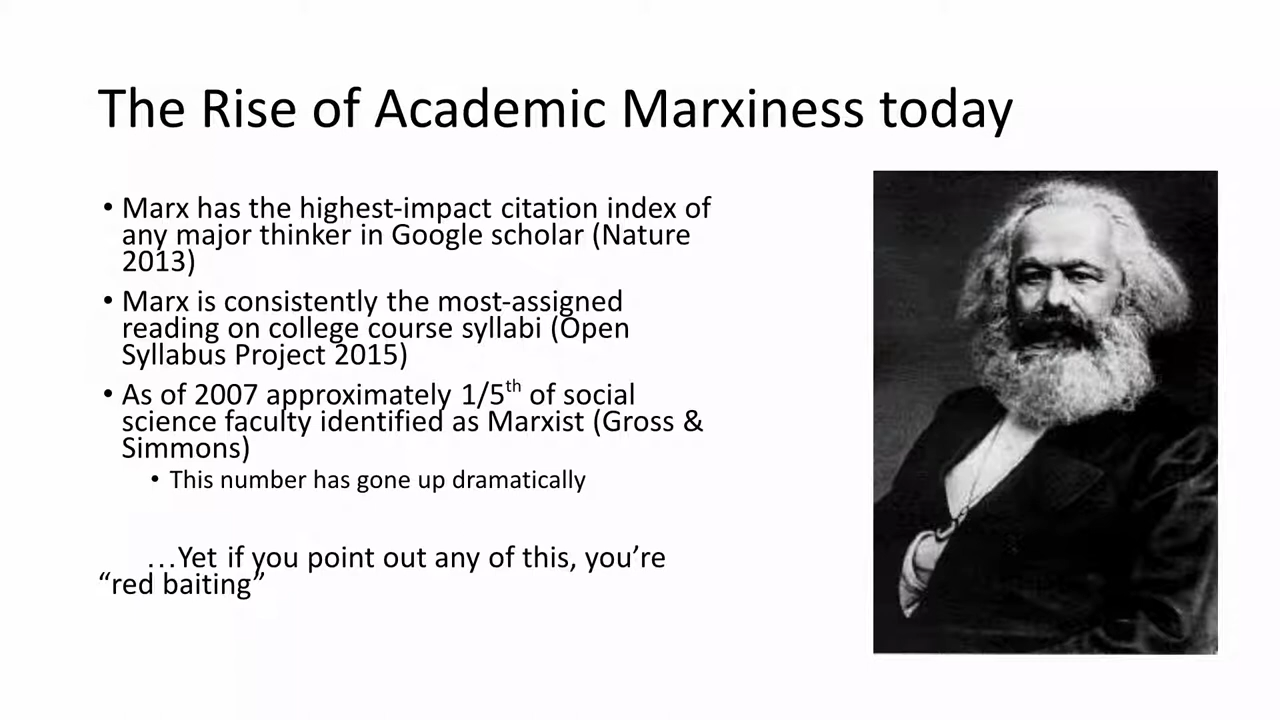 The Rise of Academic Marxiness today
• Marx has the highest-impact citation index of
any major thinker in Google scholar (Nature
2013)
• Marx is consistently the most-assigned
reading on college course syllabi (Open
Syllabus Project 2015)
• As of 2007 approximately 1/5th of social
science faculty identified as Marxist (Gross &
Simmons)
• This number has gone up dramatically
…Yet if you point out any of this, you’re
“red baiting”